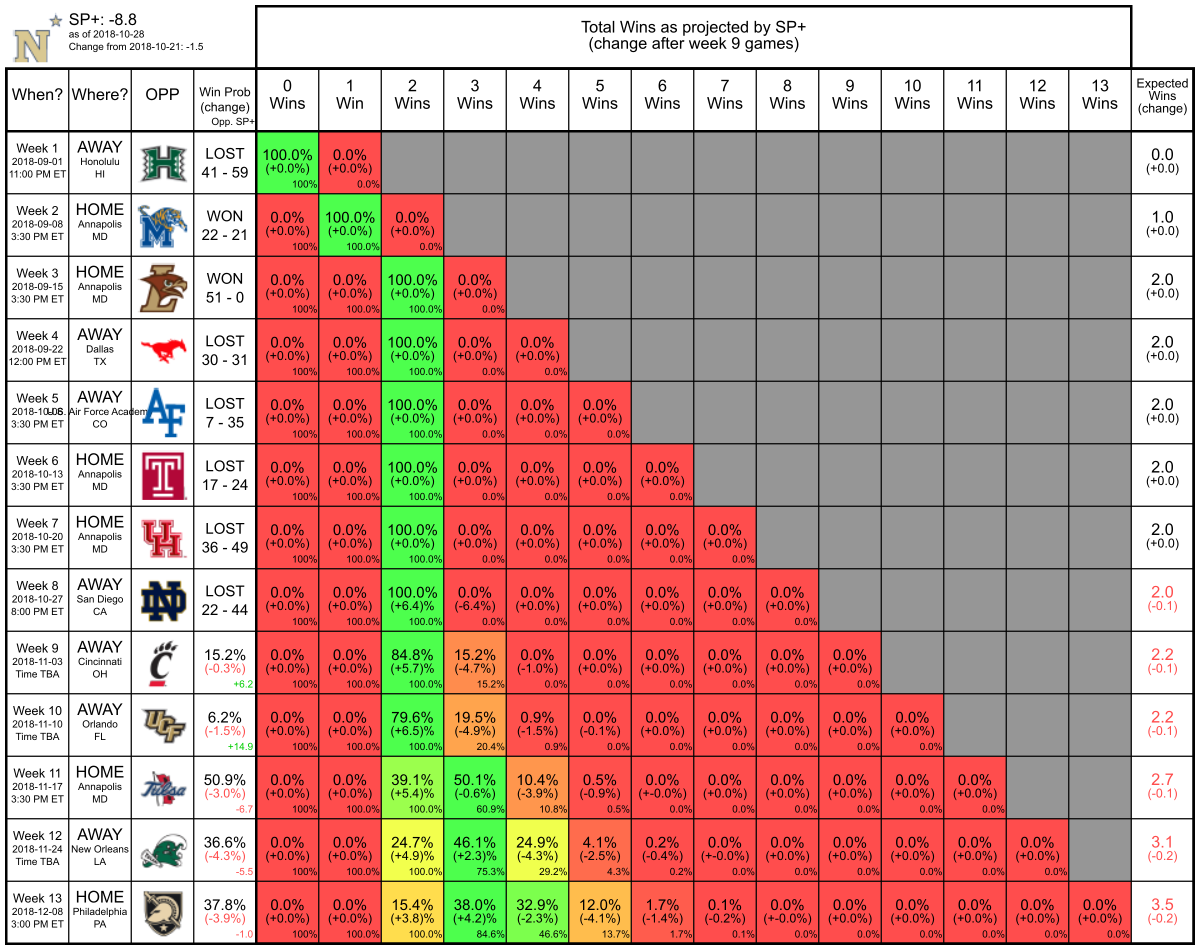 SP+: -8.8
as of 2018-10-28
Change from 2018-10-21: -1.5
Total Wins as projected by SP+
(change after week 9 games)
When? Where? OPP Win Prob (change) Opp. SP+ 0 Wins 1 Win 2 Wins 3 Wins 4 Wins 5 Wins 6 Wins 7 Wins 8 Wins 9 Wins 10 Wins 11 Wins 12 Wins 13 Wins Expected Wins (change)
Week 1 AWAY LOST 100.0% 0.0% 0.0
2018-09-01 Honolulu (+0.0%) (+0.0%) (+0.0)
11:00 PM ET HI 41 - 59 100% 0.0%
Week 2 HOME WON 0.0% 100.0% 0.0% 1.0
2018-09-08 Annapolis (+0.0%) (+0.0%) (+0.0%) (+0.0)
3:30 PM ET MD 22 - 21 100% 100.0% 0.0%
Week 3 HOME WON 0.0% 0.0% 100.0% 0.0% 2.0
2018-09-15 Annapolis (+0.0%) (+0.0%) (+0.0%) (+0.0%) (+0.0)
3:30 PM ET MD 51 - 0 100% 100.0% 100.0% 0.0%
Week 4 AWAY LOST 0.0% 0.0% 100.0% 0.0% 0.0% 2.0
2018-09-22 Dallas (+0.0%) (+0.0%) (+0.0%) (+0.0%) (+0.0%) (+0.0)
12:00 PM ET TX 30 - 31 100% 100.0% 100.0% 0.0% 0.0%
Week 5 AWAY LOST 0.0% 0.0% 100.0% 0.0% 0.0% 0.0% 2.0
Air Force Academ (+0.0%) (+0.0%) (+0.0%) (+0.0%) (+0.0%) (+0.0%) (+0.0)
3:30 PM ET CO 7 - 35 100% 100.0% 100.0% 0.0% 0.0% 0.0%
Week 6 HOME LOST 0.0% 0.0% 100.0% 0.0% 0.0% 0.0% 0.0% 2.0
2018-10-13 Annapolis (+0.0%) (+0.0%) (+0.0%) (+0.0%) (+0.0%) (+0.0%) (+0.0%) (+0.0)
3:30 PM ET MD 17 - 24 100% 100.0% 100.0% 0.0% 0.0% 0.0% 0.0%
Week 7 HOME LOST 0.0% 0.0% 100.0% 0.0% 0.0% 0.0% 0.0% 0.0% 2.0
2018-10-20 Annapolis (+0.0%) (+0.0%) (+0.0%) (+0.0%) (+0.0%) (+0.0%) (+0.0%) (+0.0%) (+0.0)
3:30 PM ET MD 36 - 49 100% 100.0% 100.0% 0.0% 0.0% 0.0% 0.0% 0.0%
Week 8 AWAY LOST 0.0% 0.0% 100.0% 0.0% 0.0% 0.0% 0.0% 0.0% 0.0% 2.0
2018-10-27 San Diego (+0.0%) (+0.0%) (+6.4)% (-6.4%) (+0.0%) (+0.0%) (+0.0%) (+0.0%) (+0.0%) (-0.1)
8:00 PM ET CA 22 - 44 100% 100.0% 100.0% 0.0% 0.0% 0.0% 0.0% 0.0% 0.0%
Week 9 AWAY 15.2% 0.0% 0.0% 84.8% 15.2% 0.0% 0.0% 0.0% 0.0% 0.0% 0.0% 2.2
2018-11-03 Cincinnati (-0.3%) (+0.0%) (+0.0%) (+5.7)% (-4.7%) (-1.0%) (+0.0%) (+0.0%) (+0.0%) (+0.0%) (+0.0%) (-0.1)
Time TBA OH +6.2 100% 100.0% 100.0% 15.2% 0.0% 0.0% 0.0% 0.0% 0.0% 0.0%
Week 10 AWAY 6.2% 0.0% 0.0% 79.6% 19.5% 0.9% 0.0% 0.0% 0.0% 0.0% 0.0% 0.0% 2.2
2018-11-10 Orlando (-1.5%) (+0.0%) (+0.0%) (+6.5)% (-4.9%) (-1.5%) (-0.1%) (+0.0%) (+0.0%) (+0.0%) (+0.0%) (+0.0%) (-0.1)
Time TBA FL +14.9 100% 100.0% 100.0% 20.4% 0.9% 0.0% 0.0% 0.0% 0.0% 0.0% 0.0%
Week 11 HOME 50.9% 0.0% 0.0% 39.1% 50.1% 10.4% 0.5% 0.0% 0.0% 0.0% 0.0% 0.0% 0.0% 2.7
2018-11-17 Annapolis (-3.0%) (+0.0%) (+0.0%) (+5.4)% (-0.6%) (-3.9%) (-0.9%) (+-0.0%) (+0.0%) (+0.0%) (+0.0%) (+0.0%) (+0.0%) (-0.1)
3:30 PM ET MD -6.7 100% 100.0% 100.0% 60.9% 10.8% 0.5% 0.0% 0.0% 0.0% 0.0% 0.0% 0.0%
Week 12 AWAY 36.6% 0.0% 0.0% 24.7% 46.1% 24.9% 4.1% 0.2% 0.0% 0.0% 0.0% 0.0% 0.0% 0.0% 3.1
2018-11-24 New Orleans (-4.3%) (+0.0%) (+0.0%) (+4.9)% (+2.3)% (-4.3%) (-2.5%) (-0.4%) (+-0.0%) (+0.0%) (+0.0%) (+0.0%) (+0.0%) (+0.0%) (-0.2)
Time TBA LA -5.5 100% 100.0% 100.0% 75.3% 29.2% 4.3% 0.2% 0.0% 0.0% 0.0% 0.0% 0.0% 0.0%
Week 13 HOME 37.8% 0.0% 0.0% 15.4% 38.0% 32.9% 12.0% 1.7% 0.1% 0.0% 0.0% 0.0% 0.0% 0.0% 0.0% 3.5
2018-12-08 Philadelphia (-3.9%) (+0.0%) (+0.0%) (+3.8)% (+4.2)% (-2.3%) (-4.1%) (-1.4%) (-0.2%) (+-0.0%) (+0.0%) (+0.0%) (+0.0%) (+0.0%) (+0.0%) (-0.2)
3:00 PM ET PA -1.0 100% 100.0% 100.0% 84.6% 46.6% 13.7% 1.7% 0.1% 0.0% 0.0% 0.0% 0.0% 0.0% 0.0%